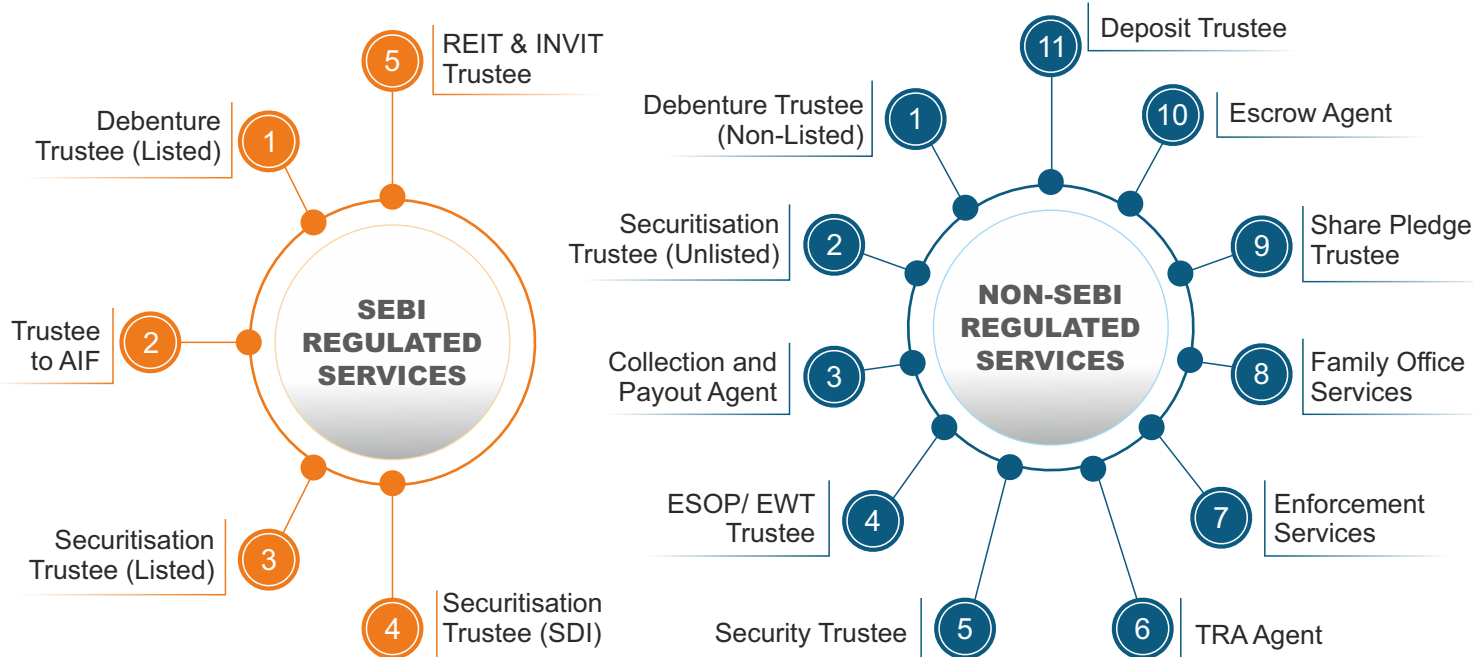 SEBI
REGULATED
SERVICES
1
Debenture
Trustee (Listed)
2
Trustee
to AIF
3
Securitisation
Trustee (Listed)
4
Securitisation
Trustee (SDI)
5
REIT & INVIT
Trustee
NON-SEBI
REGULATED
SERVICES
1
Debenture Trustee
(Non-Listed)
2
Securitisation
Trustee (Unlisted)
3
Collection and
Payout Agent
4
ESOP/ EWT
Trustee
5
Security Trustee
6
TRA Agent
7
Enforcement
Services
8
Family Office
Services
9
Share Pledge
Trustee
10
Escrow Agent
11
Deposit Trustee